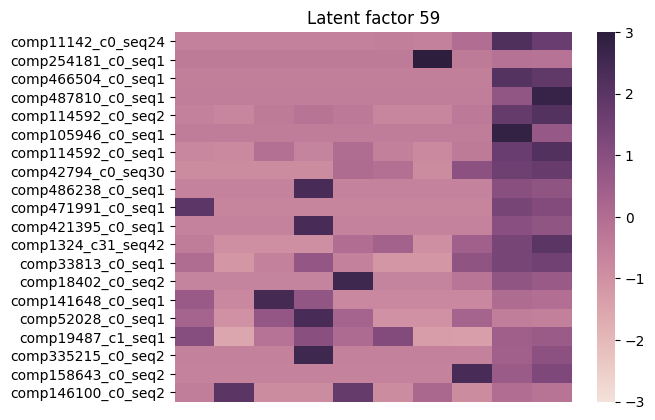 Latent factor 59
comp11142_c0_seq24
comp254181_c0_seq1
comp466504_c0_seq1
comp487810_c0_seq1
comp114592_c0_seq2
comp105946_c0_seq1
comp114592_c0_seq1
comp42794_c0_seq30
comp486238_c0_seq1
comp471991_c0_seq1
comp421395_c0_seq1
comp1324_c31_seq42
comp33813_c0_seq1
comp18402_c0_seq2
comp141648_c0_seq1
comp52028_c0_seq1
comp19487_c1_seq1
comp335215_c0_seq2
comp158643_c0_seq2
comp146100_c0_seq2
3
2
1
0
−1
−2
−3